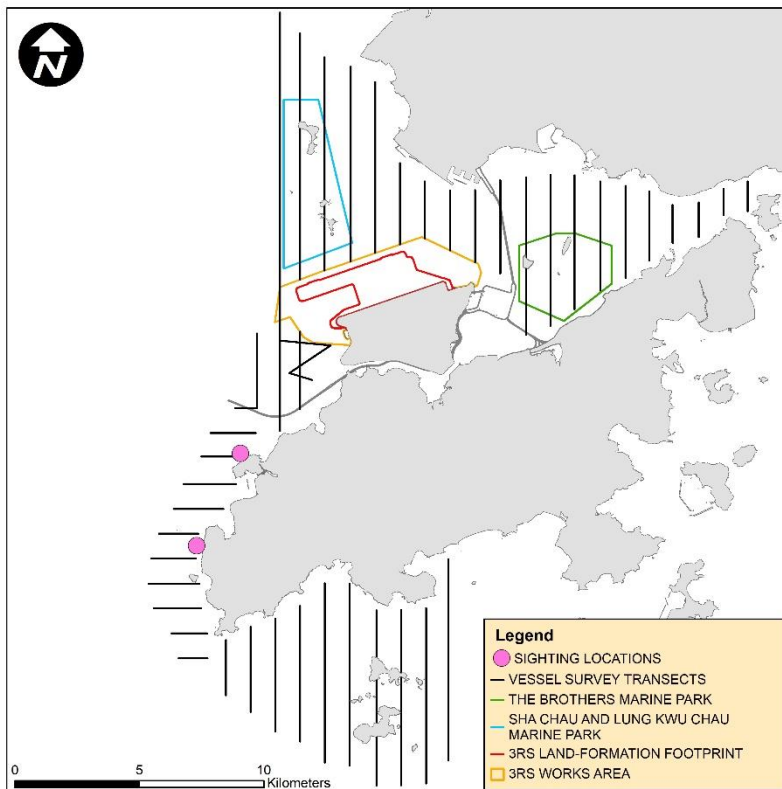 N
Legend
SIGHTING LOCATIONS
VESSEL SURVEY TRANSECTS
THE BROTHERS MARINE PARK
SHA CHAU AND LUNG KWU CHAU
MARINE PARK
3RS LAND-FORMATION FOOTPRINT
3RS WORKS AREA
0 5 10
Kilometers